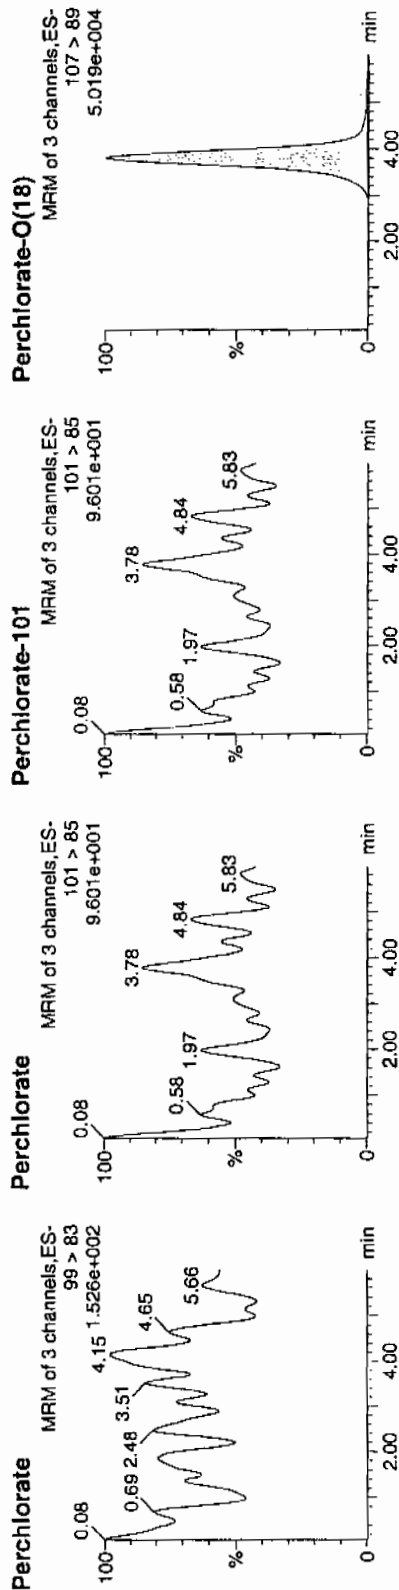 Perchlorate
MRM of 3 channels,ES-
99 > 83
1.526e+002
100
%
0
0.08
0.69
2.48
3.51
4.15
4.65
5.66
2.00
4.00
min
Perchlorate
MRM of 3 channels,ES-
101 > 85
9.601e+001
100
%
0
0.08
0.58
1.97
3.78
4.84
5.83
2.00
4.00
min
Perchlorate-101
MRM of 3 channels,ES-
101 > 85
9.601e+001
100
%
0
0.08
0.58
1.97
3.78
4.84
5.83
2.00
4.00
min
Perchlorate-O(18)
MRM of 3 channels,ES-
107 > 89
5.019e+004
100
%
0
2.00
4.00
min